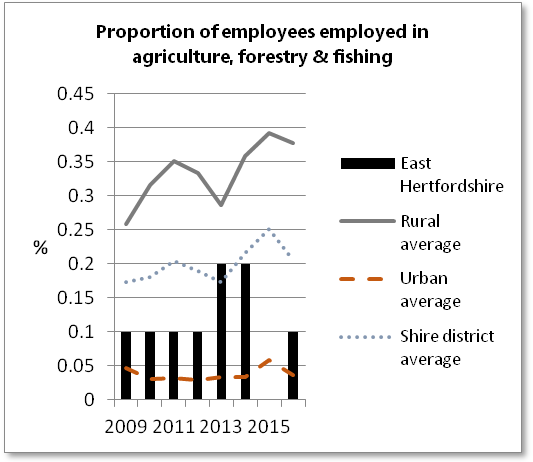 Proportion of employees employed in
agriculture, forestry & fishing
0.45
0.4
0.35
0.3
0.25
0.2
0.15
0.1
0.05
0
%
2009 2011 2013 2015
East
Hertfordshire
Rural
average
Urban
average
Shire district
average